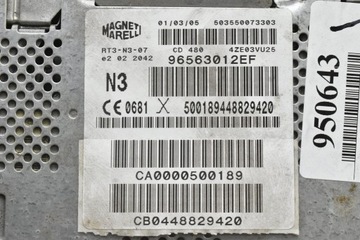 MAGNETI
MARELLI
01/03/05 503550073303
RT3-N3-07 CD 480 4ZE03VU25
e2 02 2042 96563012EF
N3
CE 0681 X 500189448829420
CA0000500189
CB0448829420
950643